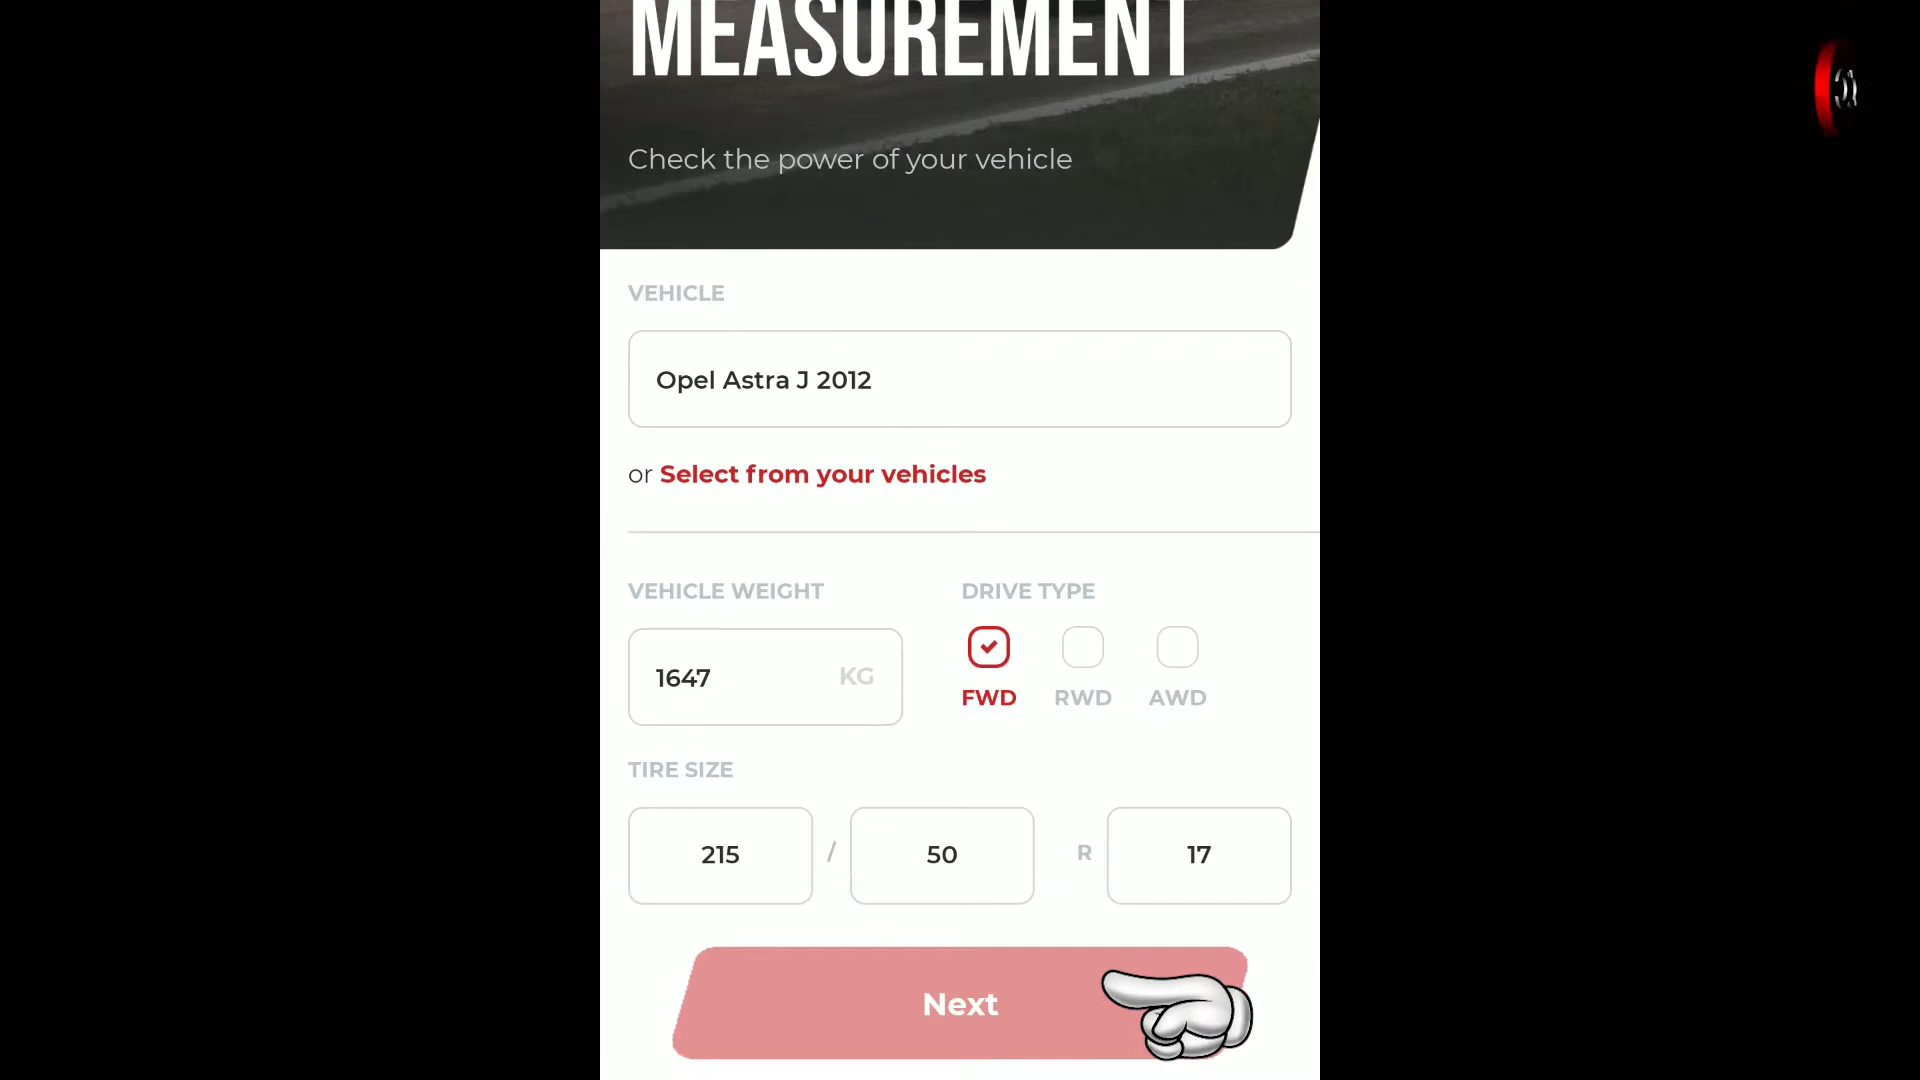 MEASUREMENT
Check the power of your vehicle
VEHICLE
Opel Astra J 2012
or Select from your vehicles
VEHICLE WEIGHT
DRIVE TYPE
1647 KG
FWD RWD AWD
TIRE SIZE
215 / 50 R 17
Next